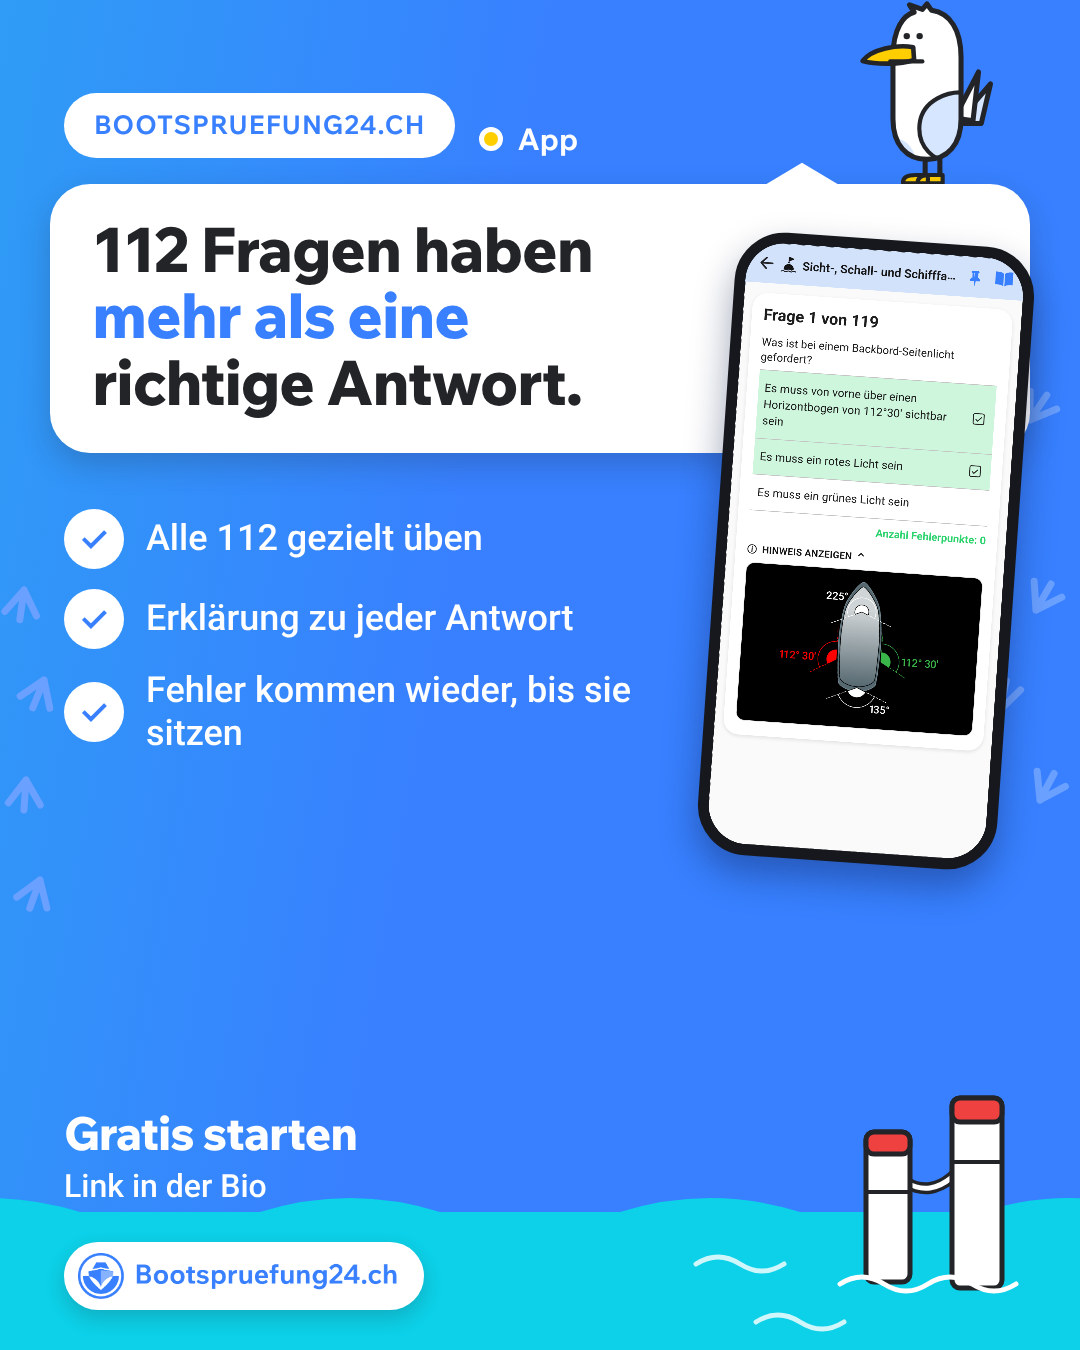 BOOTSPRUEFUNG24.CH
App
112 Fragen haben
mehr als eine
richtige Antwort.
Sicht-, Schall- und Schifffa...
Frage 1 von 119
Was ist bei einem Backbord-Seitenlicht
gefordert?
Es muss von vorne über einen
Horizontbogen von 112°30' sichtbar
sein
Es muss ein rotes Licht sein
Es muss ein grünes Licht sein
Anzahl Fehlerpunkte: 0
HINWEIS ANZEIGEN
225°
112° 30'
112° 30'
135°
Alle 112 gezielt üben
Erklärung zu jeder Antwort
Fehler kommen wieder, bis sie
sitzen
Gratis starten
Link in der Bio
Bootspruefung24.ch